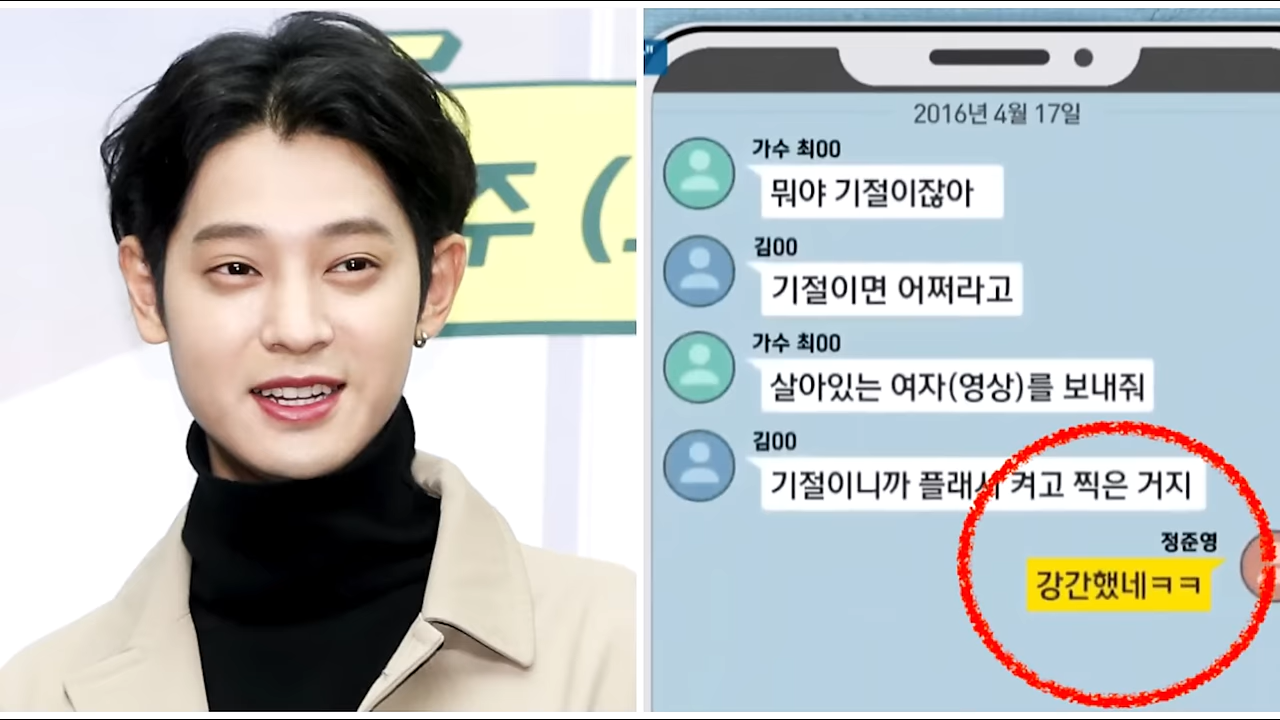 주 (
2016년 4월 17일
가수 최00
뭐야 기절이잖아
김00
기절이면 어쩌라고
가수 최00
살아있는 여자(영상)를 보내줘
김00
기절이니까 플래시 켜고 찍은 거지
정준영
강간했네ㅋㅋ